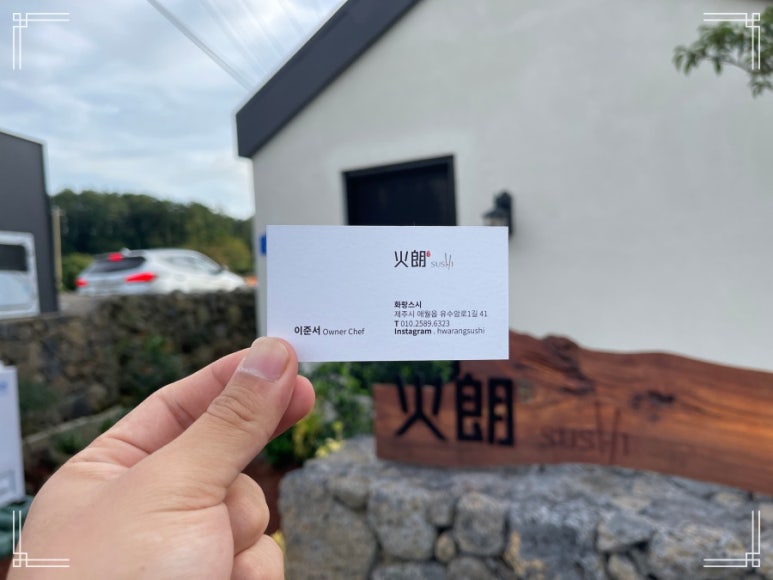 火朗 sushi
화랑스시
제주시 애월읍 유수암로1길 41
T 010.2589.6323
이준서 Owner Chef
Instagram . hwarangsushi
火朗 sushi